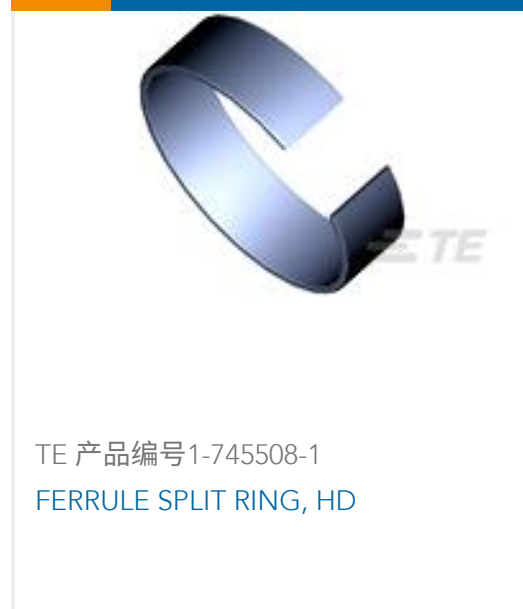 TE
TE 产品编号1-745508-1
FERRULE SPLIT RING, HD